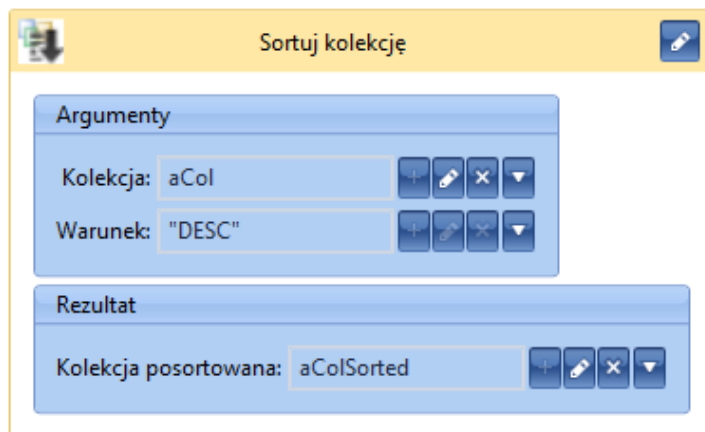 Sortuj kolekcję
Argumenty
Kolekcja: aCol
Warunek: "DESC"
Rezultat
Kolekcja posortowana: aColSorted